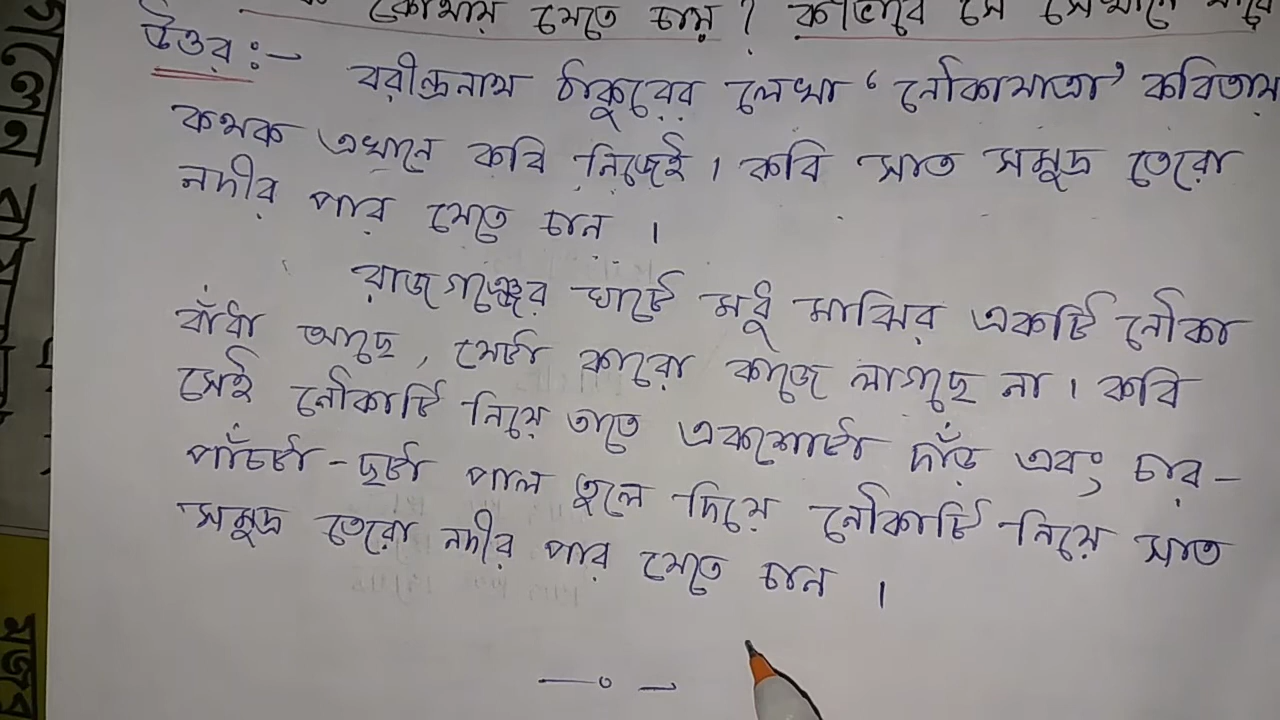 কোথায় যেতে চায়? কীভাবে সে সেখানে যাবে
উত্তর :–
রবীন্দ্রনাথ ঠাকুরের লেখা ‘নৌকাযাত্রা’ কবিতায়
কথক এখানে কবি নিজেই। কবি সাত সমুদ্র তেরো
নদীর পার যেতে চান ।
রাজগঞ্জের ঘাটে মধু মাঝির একটি নৌকা
বাঁধা আছে, যেটা কারো কাজে লাগছে না। কবি
সেই নৌকাটি নিয়ে তাতে একশোটা দাঁড় এবং চার-
পাঁচটা-ছটা পাল তুলে দিয়ে নৌকাটি নিয়ে সাত
সমুদ্র তেরো নদীর পার যেতে চান ।